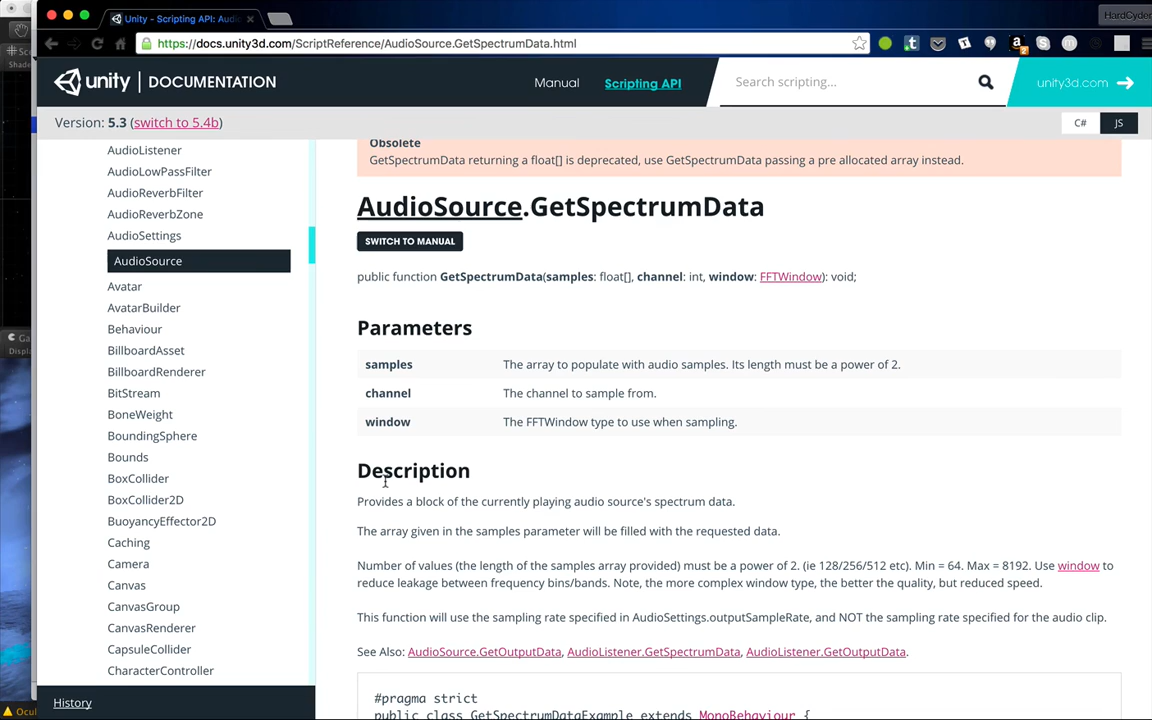 Unity - Scripting API: Aud
HardCyder
https://docs.unity3d.com/ScriptReference/AudioSource.GetSpectrumData.html
unity | DOCUMENTATION
Manual
Scripting API
Search scripting...
unity3d.com
Version: 5.3 (switch to 5.4b)
C#
JS
AudioListener
AudioLowPassFilter
AudioReverbFilter
AudioReverbZone
AudioSettings
AudioSource
Avatar
AvatarBuilder
Behaviour
BillboardAsset
BillboardRenderer
BitStream
BoneWeight
BoundingSphere
Bounds
BoxCollider
BoxCollider2D
BuoyancyEffector2D
Caching
Camera
Canvas
CanvasGroup
CanvasRenderer
CapsuleCollider
CharacterController
History
Obsolete
GetSpectrumData returning a float[] is deprecated, use GetSpectrumData passing a pre allocated array instead.
AudioSource.GetSpectrumData
SWITCH TO MANUAL
public function GetSpectrumData(samples: float[], channel: int, window: FFTWindow): void;
Parameters
samples The array to populate with audio samples. Its length must be a power of 2.
channel The channel to sample from.
window The FFTWindow type to use when sampling.
Description
Provides a block of the currently playing audio source's spectrum data.
The array given in the samples parameter will be filled with the requested data.
Number of values (the length of the samples array provided) must be a power of 2. (ie 128/256/512 etc). Min = 64. Max = 8192. Use window to
reduce leakage between frequency bins/bands. Note, the more complex window type, the better the quality, but reduced speed.
This function will use the sampling rate specified in AudioSettings.outputSampleRate, and NOT the sampling rate specified for the audio clip.
See Also: AudioSource.GetOutputData, AudioListener.GetSpectrumData, AudioListener.GetOutputData.
#pragma strict
public class GetSpectrumDataExample extends MonoBehaviour {